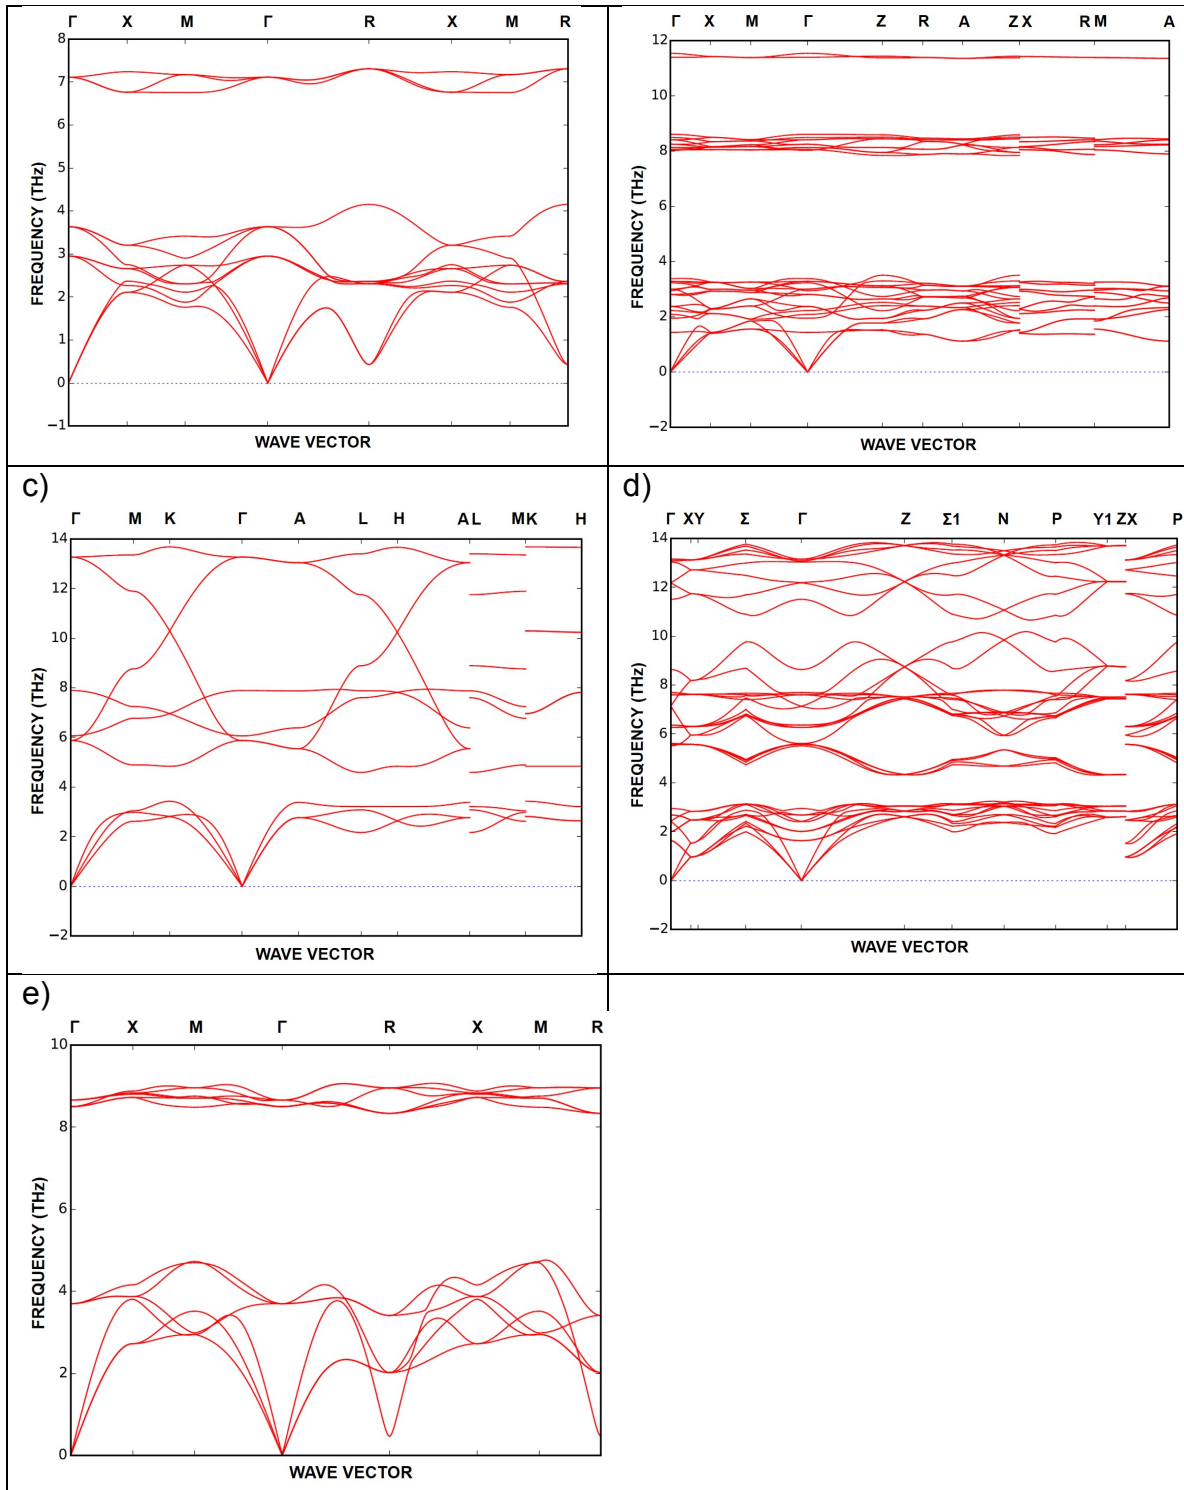 Γ X M Γ R X M R
8
7
6
5
4
3
2
1
0
−1
FREQUENCY (THz)
WAVE VECTOR
Γ X M Γ Z R A Z X R M A
12
10
8
6
4
2
0
−2
FREQUENCY (THz)
WAVE VECTOR
c)
Γ M K Γ A L H A L M K H
14
12
10
8
6
4
2
0
−2
FREQUENCY (THz)
WAVE VECTOR
d)
Γ X Y Σ Γ Z Σ1 N P Y1 Z X P
14
12
10
8
6
4
2
0
−2
FREQUENCY (THz)
WAVE VECTOR
e)
Γ X M Γ R X M R
10
8
6
4
2
0
FREQUENCY (THz)
WAVE VECTOR